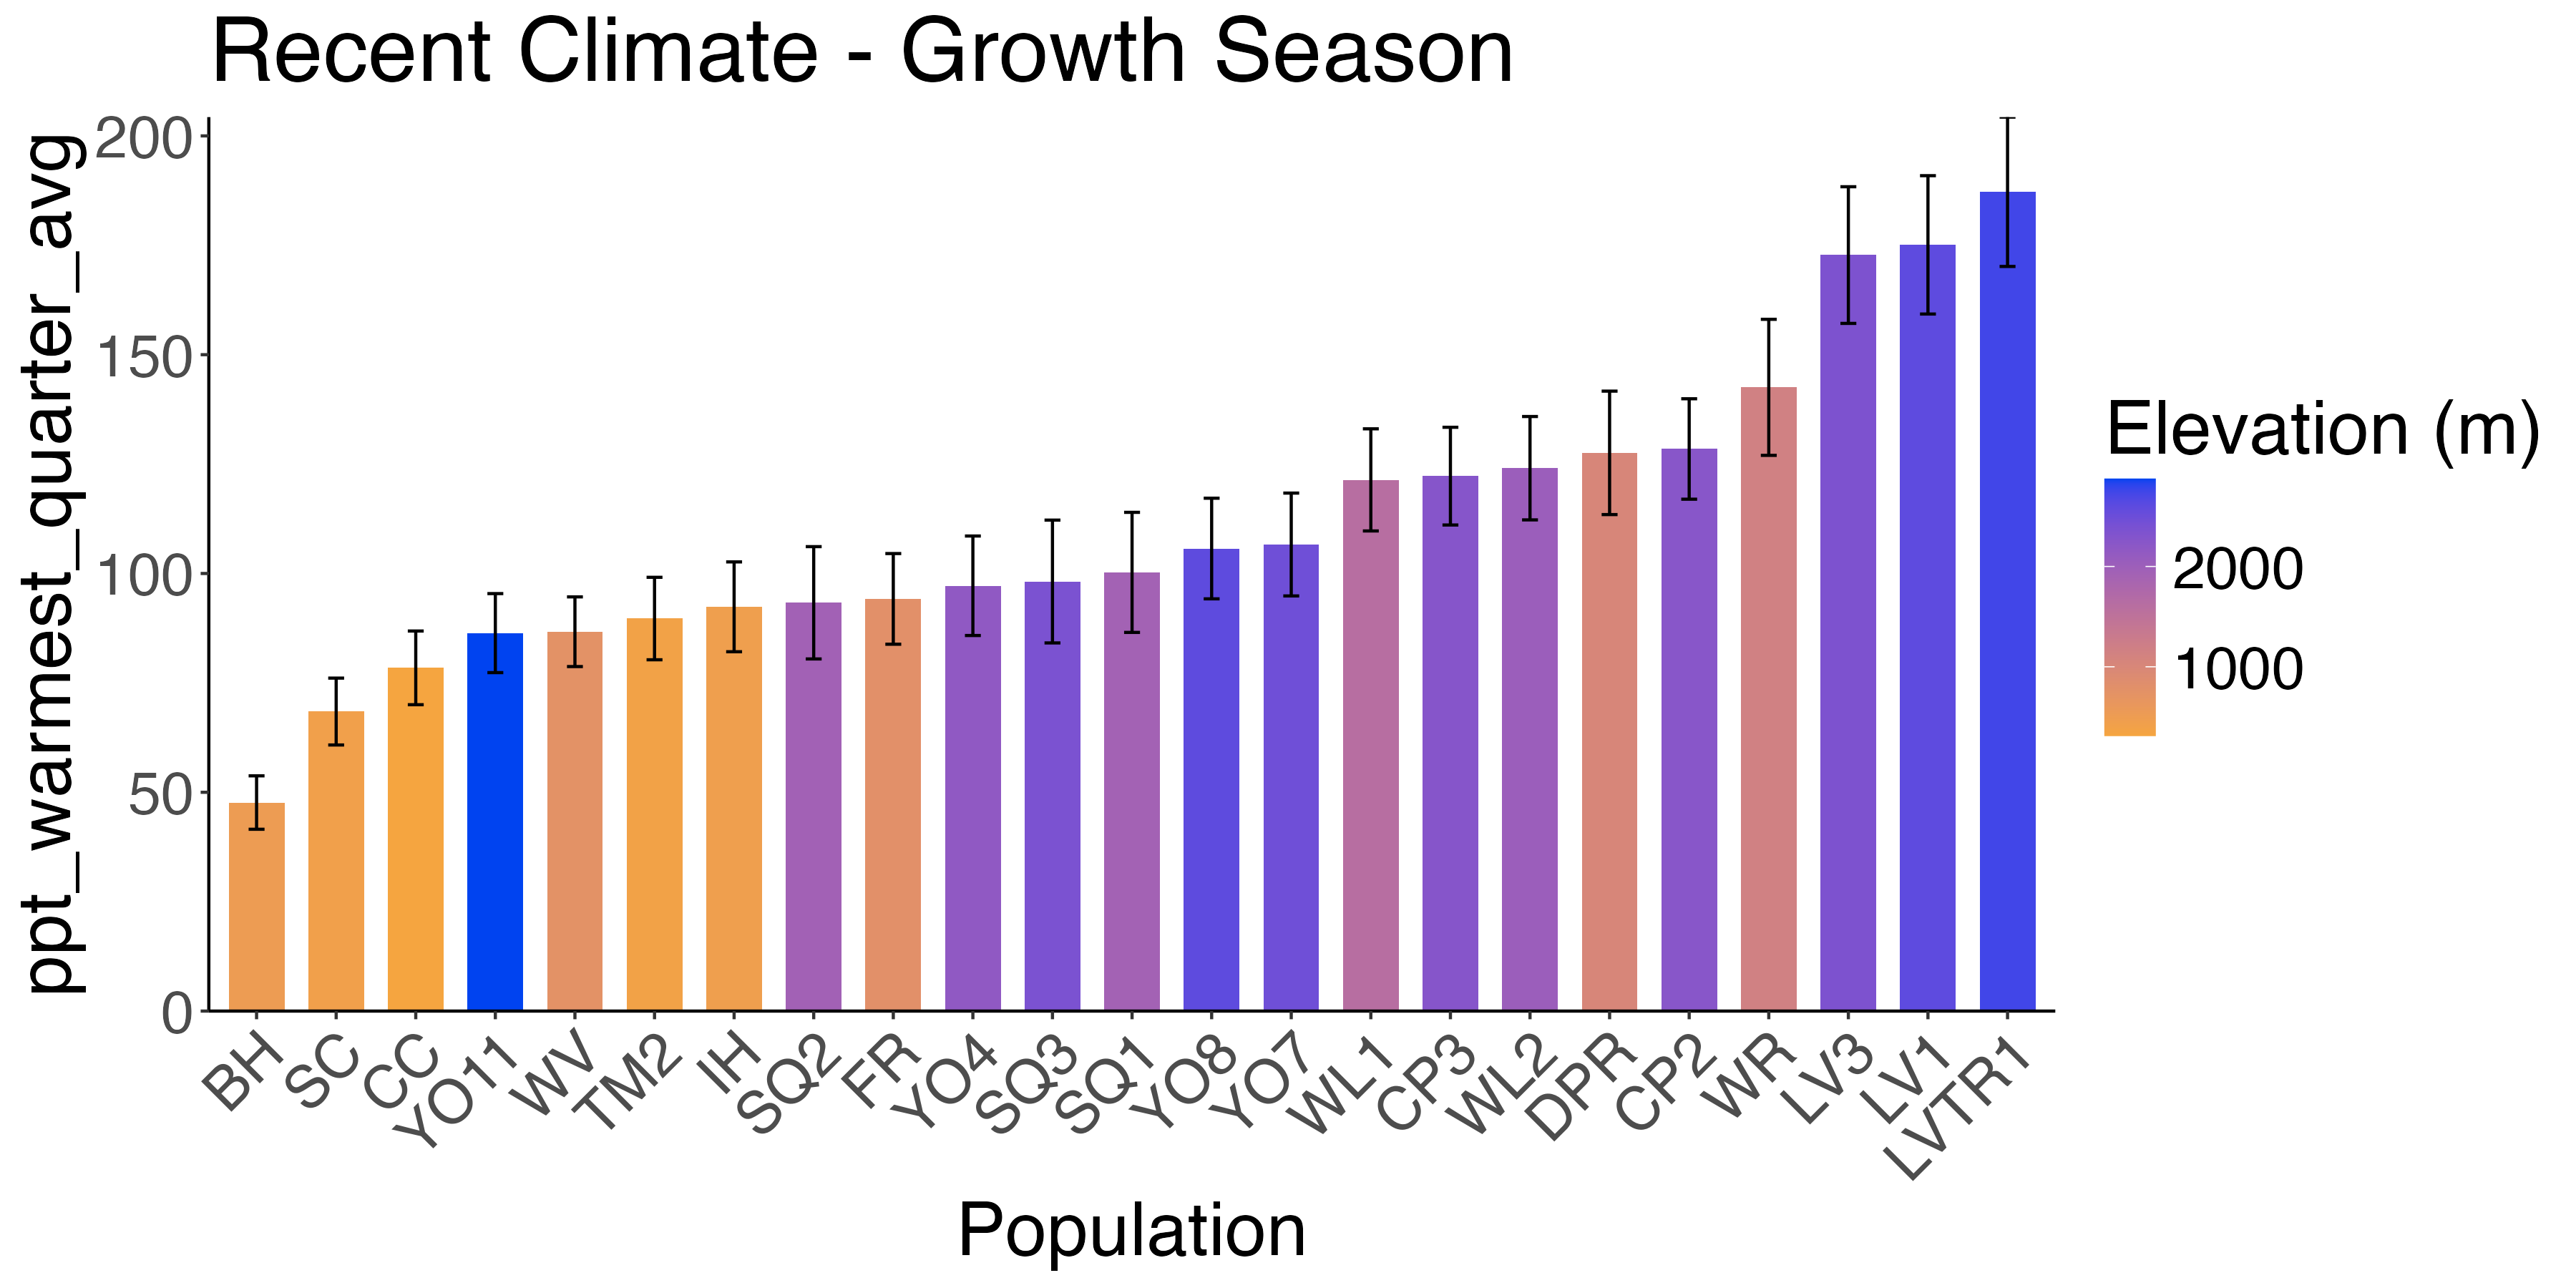 Recent Climate - Growth Season
ppt_warmest_quarter_avg
200
150
100
50
0
BH
SC
CC
YO11
WV
TM2
IH
SQ2
FR
YO4
SQ3
SQ1
YO8
YO7
WL1
CP3
WL2
DPR
CP2
WR
LV3
LV1
LVTR1
Population
Elevation (m)
2000
1000